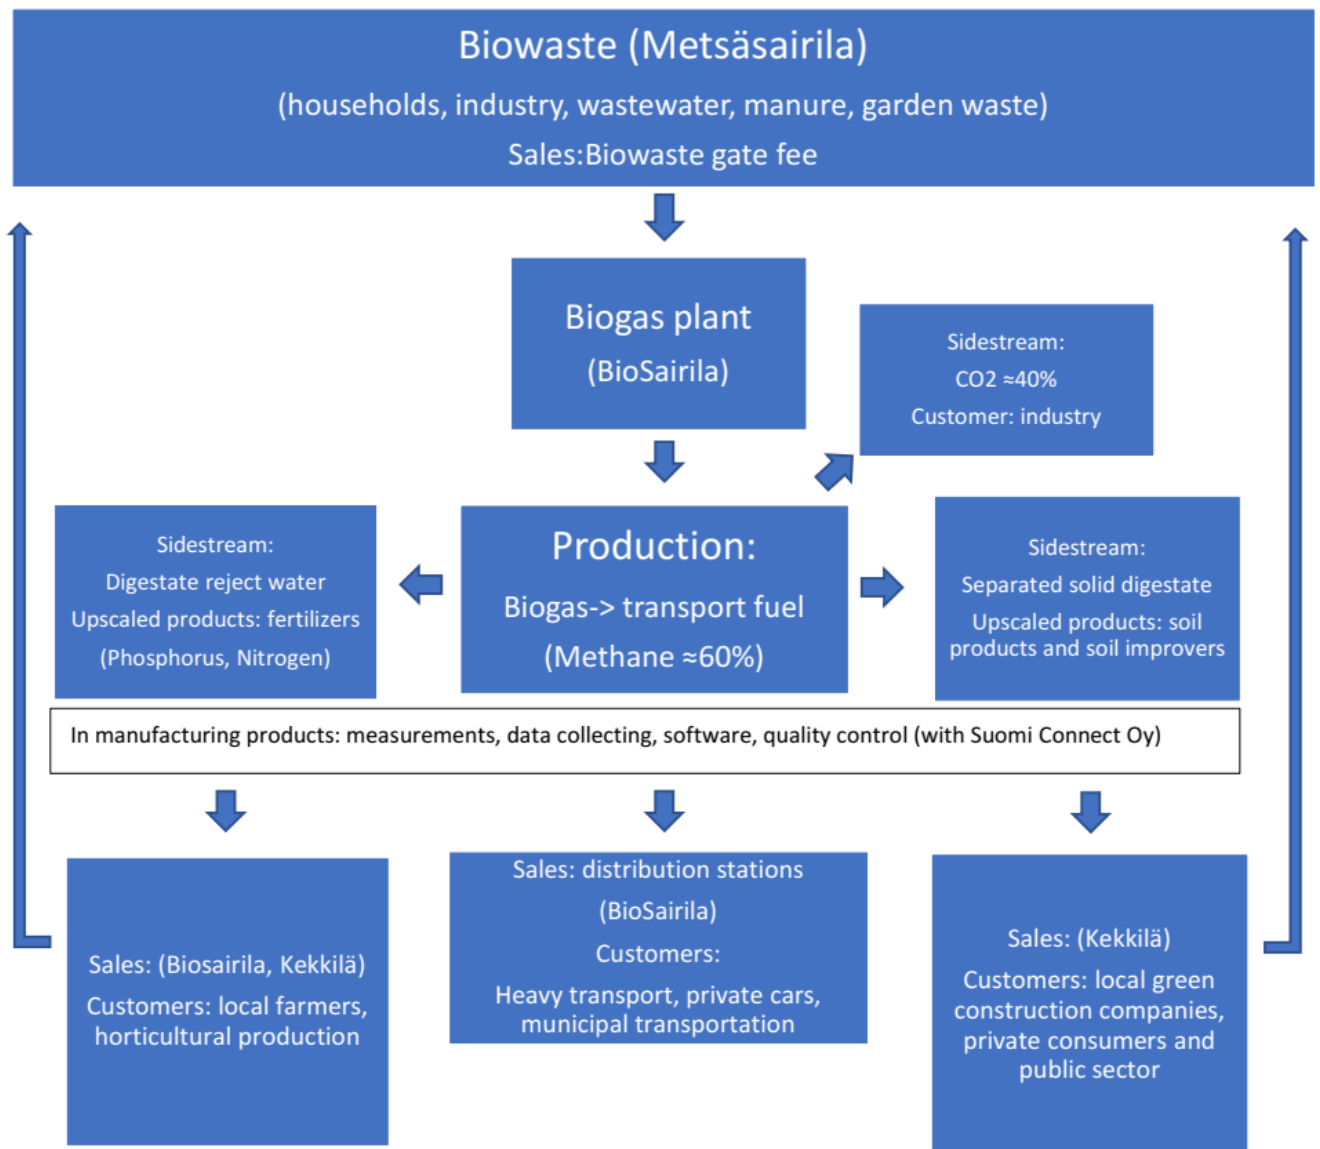 Biowaste (Metsäsairila)
(households, industry, wastewater, manure, garden waste)
Sales:Biowaste gate fee
Biogas plant
(BioSairila)
Sidestream:
CO2 ≈40%
Customer: industry
Sidestream:
Digestate reject water
Upscaled products: fertilizers
(Phosphorus, Nitrogen)
Production:
Biogas-> transport fuel
(Methane ≈60%)
Sidestream:
Separated solid digestate
Upscaled products: soil
products and soil improvers
In manufacturing products: measurements, data collecting, software, quality control (with Suomi Connect Oy)
Sales: (Biosairila, Kekkilä)
Customers: local farmers,
horticultural production
Sales: distribution stations
(BioSairila)
Customers:
Heavy transport, private cars,
municipal transportation
Sales: (Kekkilä)
Customers: local green
construction companies,
private consumers and
public sector